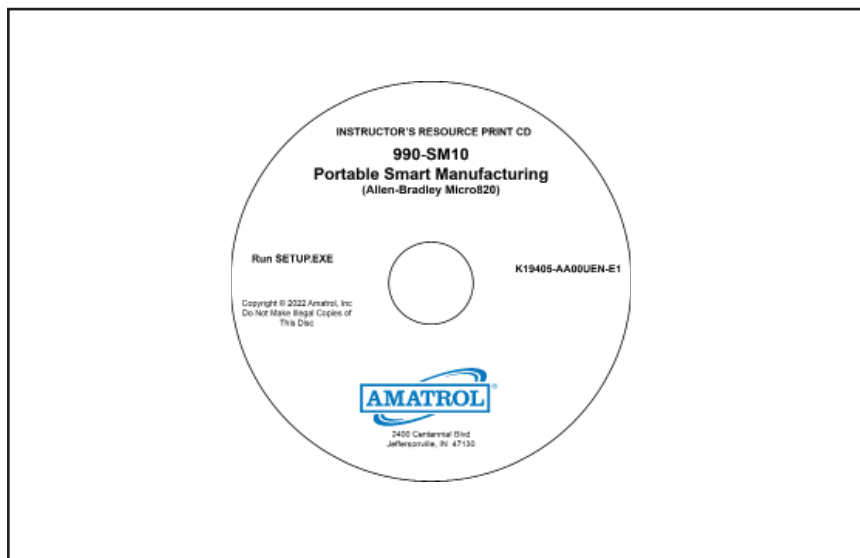 INSTRUCTOR'S RESOURCE PRINT CD
990-SM10
Portable Smart Manufacturing
(Allen-Bradley Micro820)
Run SETUP.EXE
K19405-AA00UEN-E1
Copyright © 2022 Amatrol, Inc
Do Not Make Illegal Copies of
This Disc
AMATROL®
2400 Centennial Blvd
Jeffersonville, IN 47130